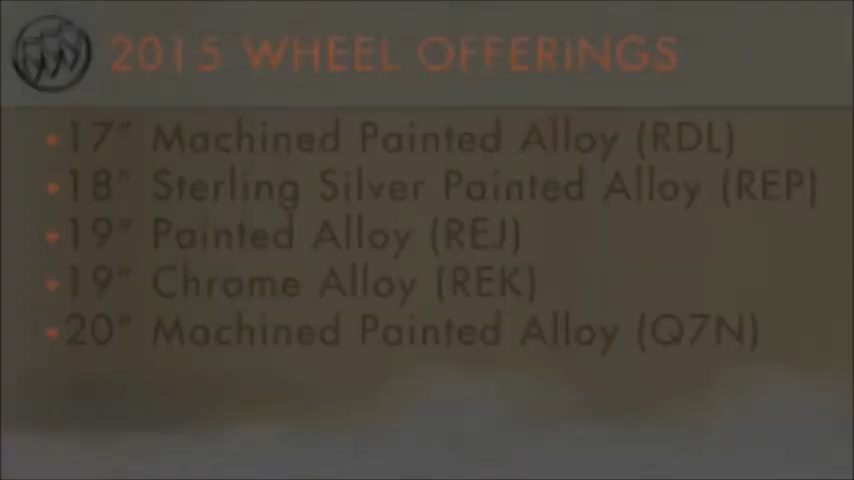 2015 WHEEL OFFERINGS
•17" Machined Painted Alloy (RDL)
•18" Sterling Silver Painted Alloy (REP)
•19" Painted Alloy (REJ)
•19" Chrome Alloy (REK)
•20" Machined Painted Alloy (Q7N)